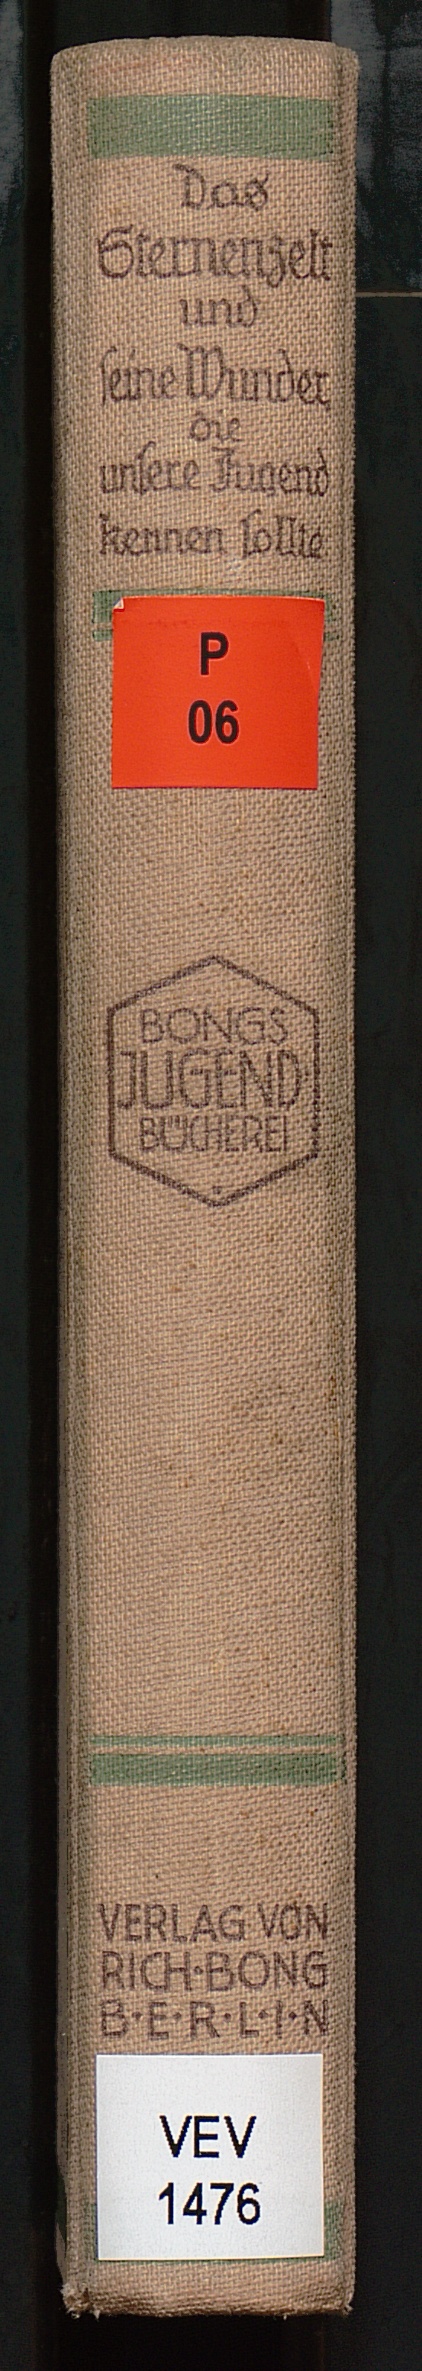 Das
Sternenzelt
und
seine Wunder
die
unsere Jugend
kennen sollte
P
06
BONGS
JUGEND
BÜCHEREI
VERLAG VON
RICH·BONG
B·E·R·L·I·N
VEV
1476